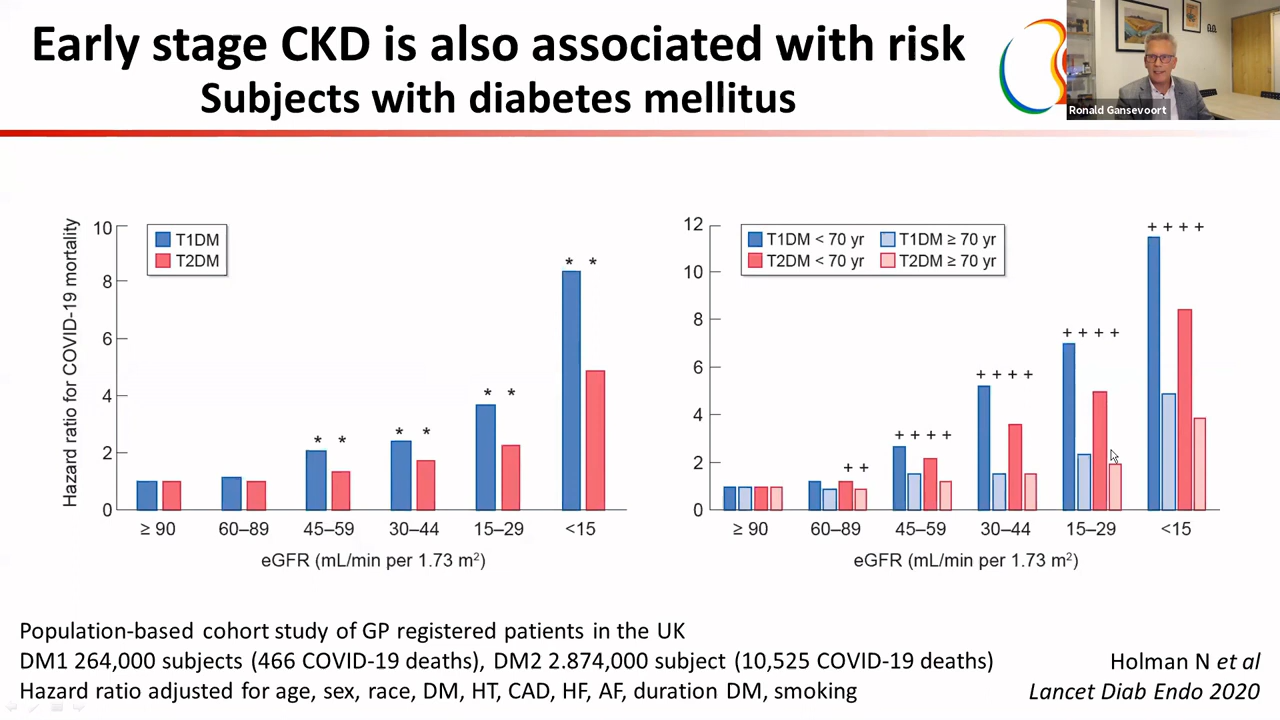 Early stage CKD is also associated with risk
Subjects with diabetes mellitus
Ronald Gansevoort
Hazard ratio for COVID-19 mortality
10
8
6
4
2
0
T1DM
T2DM
* *
* *
* *
* *
≥ 90 60–89 45–59 30–44 15–29 <15
eGFR (mL/min per 1.73 m²)
12
10
8
6
4
2
0
T1DM < 70 yr T1DM ≥ 70 yr
T2DM < 70 yr T2DM ≥ 70 yr
+ + + +
+ + + +
+ + + +
+ + + +
+ +
≥ 90 60–89 45–59 30–44 15–29 <15
eGFR (mL/min per 1.73 m²)
Population-based cohort study of GP registered patients in the UK
DM1 264,000 subjects (466 COVID-19 deaths), DM2 2.874,000 subject (10,525 COVID-19 deaths)
Hazard ratio adjusted for age, sex, race, DM, HT, CAD, HF, AF, duration DM, smoking
Holman N et al
Lancet Diab Endo 2020